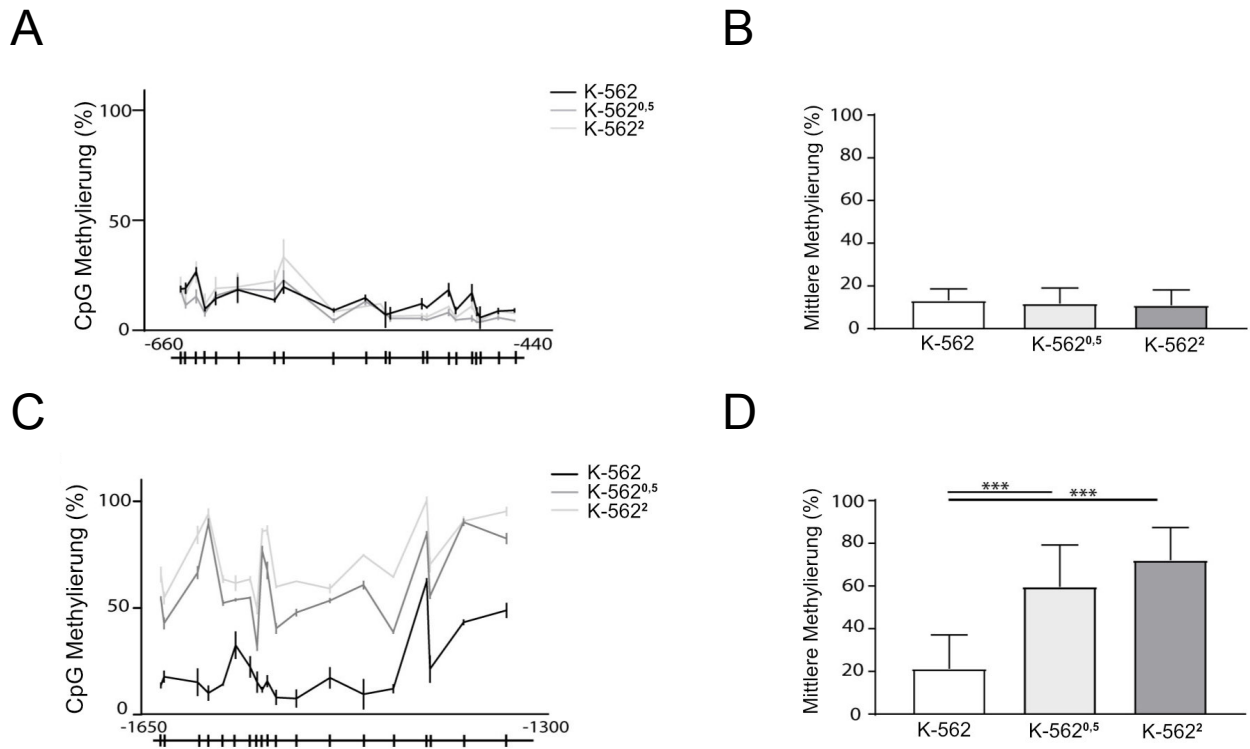 A
CpG Methylierung (%)
100
50
0
-660
-440
K-562
K-562⁰,⁵
K-562²
B
Mittlere Methylierung (%)
100
80
60
40
20
0
K-562
K-562⁰,⁵
K-562²
C
CpG Methylierung (%)
100
50
0
-1650
-1300
K-562
K-562⁰,⁵
K-562²
D
Mittlere Methylierung (%)
100
80
60
40
20
0
***
***
K-562
K-562⁰,⁵
K-562²